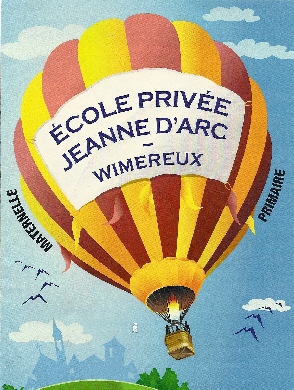 ÉCOLE PRIVÉE
JEANNE D'ARC
~
WIMEREUX
MATERNELLE
PRIMAIRE